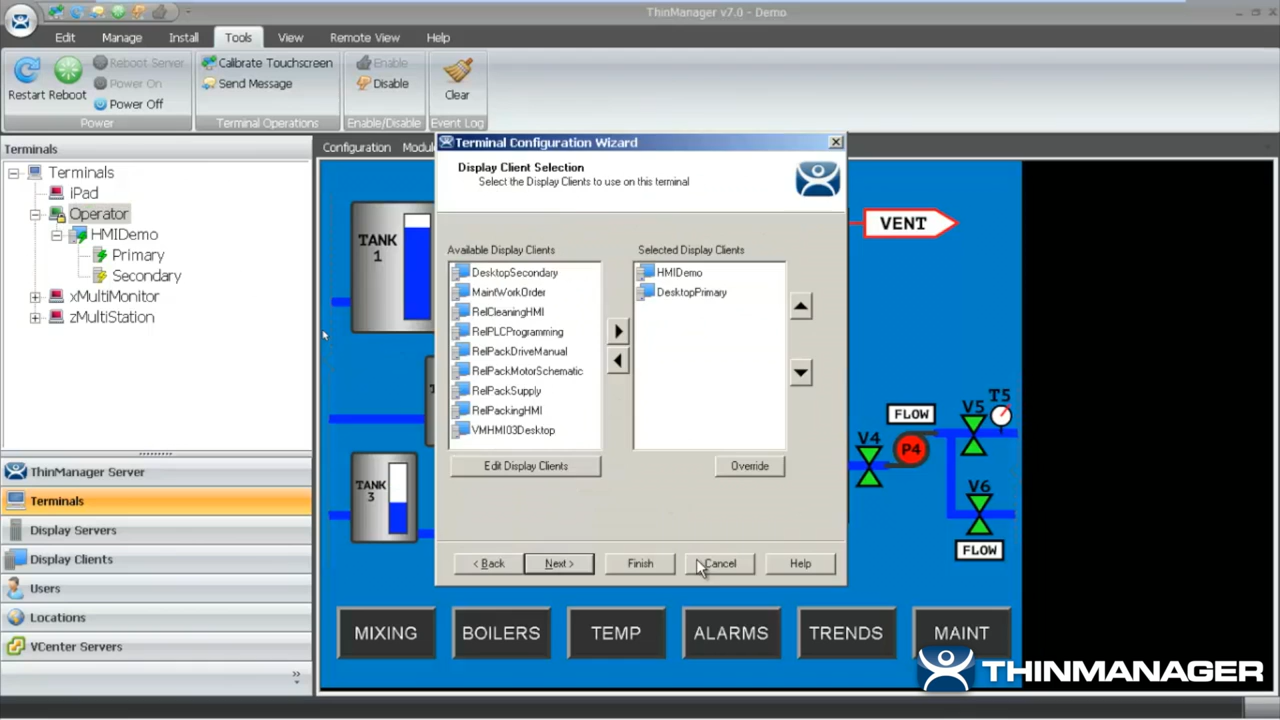 ThinManager v7.0 - Demo
Edit Manage Install Tools View Remote View Help
Restart Reboot
Reboot Server
Power On
Power Off
Power
Calibrate Touchscreen
Send Message
Terminal Operations
Enable
Disable
Enable/Disable
Clear
Event Log
Terminals
Terminals
iPad
Operator
HMIDemo
Primary
Secondary
xMultiMonitor
zMultiStation
ThinManager Server
Terminals
Display Servers
Display Clients
Users
Locations
VCenter Servers
Configuration
Terminal Configuration Wizard
Display Client Selection
Select the Display Clients to use on this terminal
Available Display Clients
DesktopSecondary
MaintWorkOrder
RelCleaningHMI
RelPLCProgramming
RelPackDriveManual
RelPackMotorSchematic
RelPackSupply
RelPackingHMI
VMHMI03Desktop
Edit Display Clients
Selected Display Clients
HMIDemo
DesktopPrimary
Override
< Back Next > Finish Cancel Help
TANK
1
TANK
3
VENT
FLOW
V5
T5
V4
P4
V6
FLOW
MIXING BOILERS TEMP ALARMS TRENDS MAINT
THINMANAGER